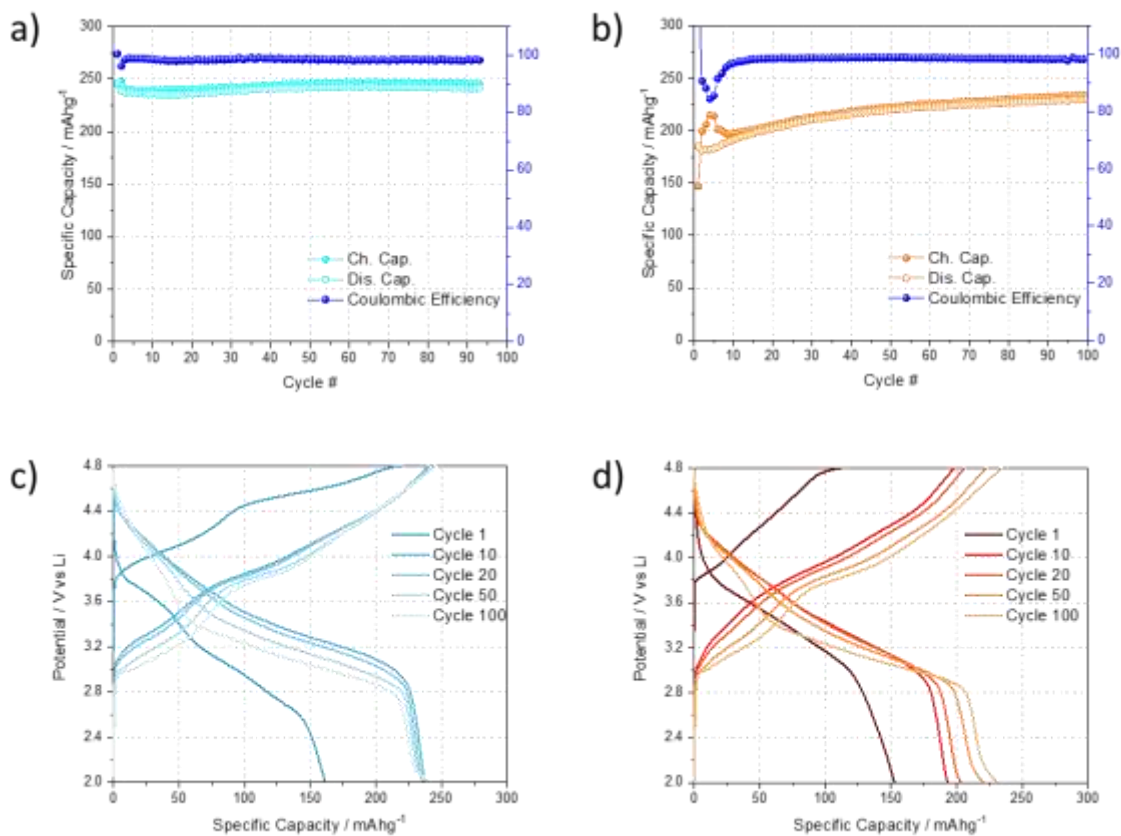 a)
300
250
200
150
100
50
0
100
80
60
40
20
0
Specific Capacity / mAhg⁻¹
Ch. Cap.
Dis. Cap.
Coulombic Efficiency
0 10 20 30 40 50 60 70 80 90 100
Cycle #
b)
300
250
200
150
100
50
0
100
80
60
40
20
0
Specific Capacity / mAhg⁻¹
Ch. Cap.
Dis. Cap.
Coulombic Efficiency
0 10 20 30 40 50 60 70 80 90 100
Cycle #
c)
4.8
4.4
4.0
3.6
3.2
2.8
2.4
2.0
Potential / V vs Li
Cycle 1
Cycle 10
Cycle 20
Cycle 50
Cycle 100
0 50 100 150 200 250 300
Specific Capacity / mAhg⁻¹
d)
4.8
4.4
4.0
3.6
3.2
2.8
2.4
2.0
Potential / V vs Li
Cycle 1
Cycle 10
Cycle 20
Cycle 50
Cycle 100
0 50 100 150 200 250 300
Specific Capacity / mAhg⁻¹